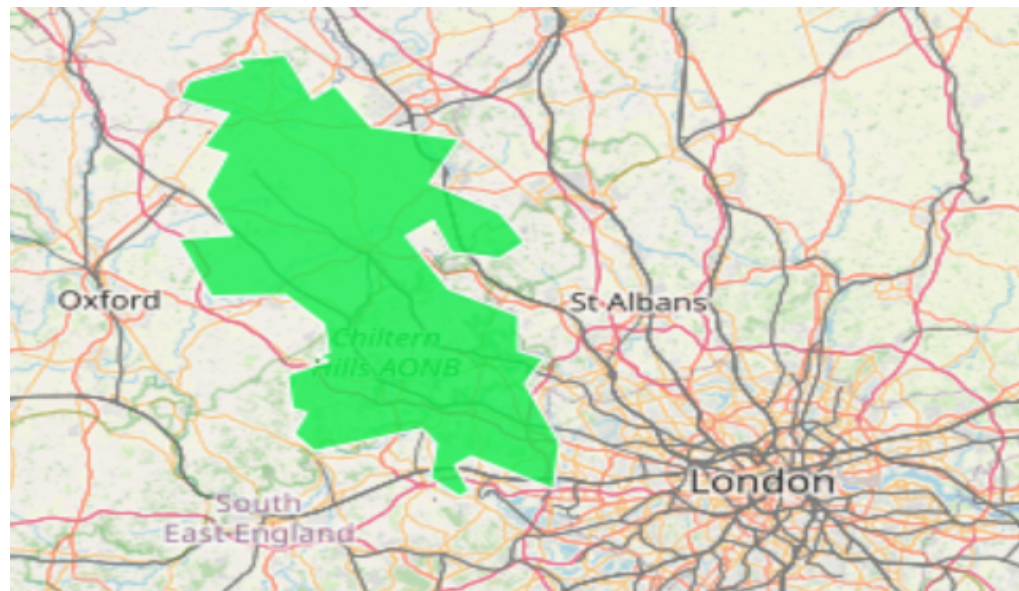 Oxford
St Albans
Chiltern
Hills AONB
London
South
East England